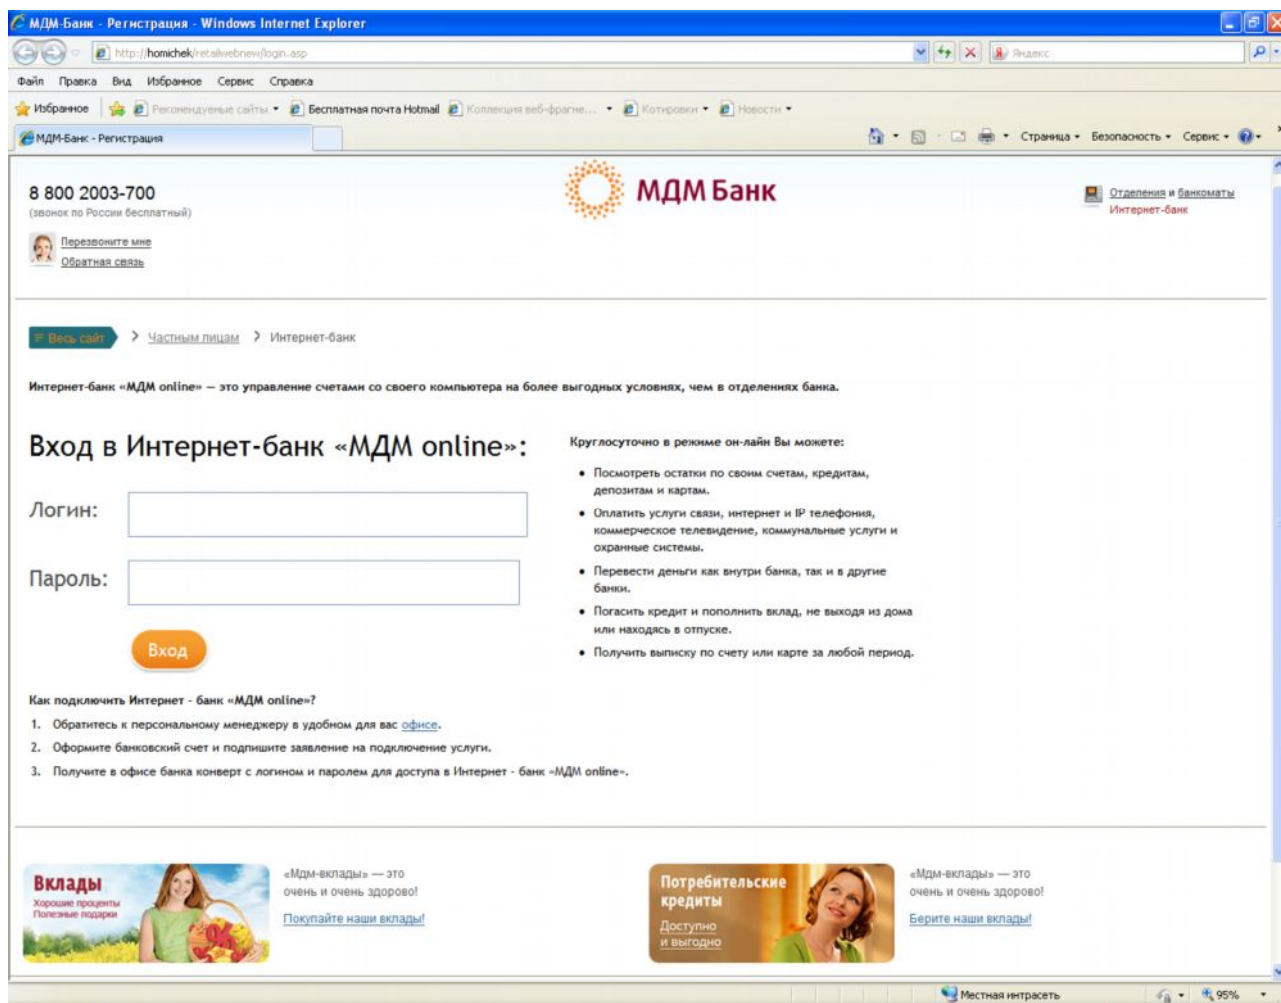 МДМ-Банк - Регистрация - Windows Internet Explorer
http://homichek/retailwebnew/login.asp
Яндекс
Файл Правка Вид Избранное Сервис Справка
Избранное Рекомендуемые сайты Бесплатная почта Hotmail Коллекция веб-фрагме... Котировки Новости
МДМ-Банк - Регистрация
Страница Безопасность Сервис
8 800 2003-700
(звонок по России бесплатный)
Перезвоните мне
Обратная связь
МДМ Банк
Отделения и банкоматы
Интернет-банк
Весь сайт > Частным лицам > Интернет-банк
Интернет-банк «МДМ online» — это управление счетами со своего компьютера на более выгодных условиях, чем в отделениях банка.
Вход в Интернет-банк «МДМ online»:
Логин:
Пароль:
Вход
Круглосуточно в режиме он-лайн Вы можете:
• Посмотреть остатки по своим счетам, кредитам,
депозитам и картам.
• Оплатить услуги связи, интернет и IP телефония,
коммерческое телевидение, коммунальные услуги и
охранные системы.
• Перевести деньги как внутри банка, так и в другие
банки.
• Погасить кредит и пополнить вклад, не выходя из дома
или находясь в отпуске.
• Получить выписку по счету или карте за любой период.
Как подключить Интернет - банк «МДМ online»?
1. Обратитесь к персональному менеджеру в удобном для вас офисе.
2. Оформите банковский счет и подпишите заявление на подключение услуги.
3. Получите в офисе банка конверт с логином и паролем для доступа в Интернет - банк «МДМ online».
Вклады
Хорошие проценты
Полезные подарки
«Мдм-вклады» — это
очень и очень здорово!
Покупайте наши вклады!
Потребительские
кредиты
Доступно
и выгодно
«Мдм-вклады» — это
очень и очень здорово!
Берите наши вклады!
Местная интрасеть
95%